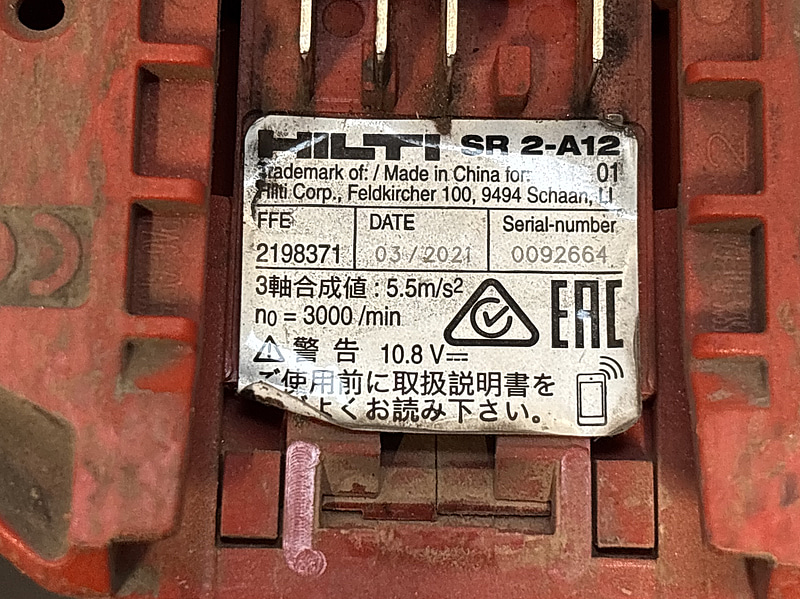 HILTI SR 2-A12
Trademark of: / Made in China for: 01
Hilti Corp., Feldkircher 100, 9494 Schaan, LI
FFE DATE Serial-number
2198371 03/2021 0092664
3軸合成値 : 5.5m/s²
n0 = 3000 /min
EAC
警告 10.8 V
ご使用前に取扱説明書を
よくお読み下さい。